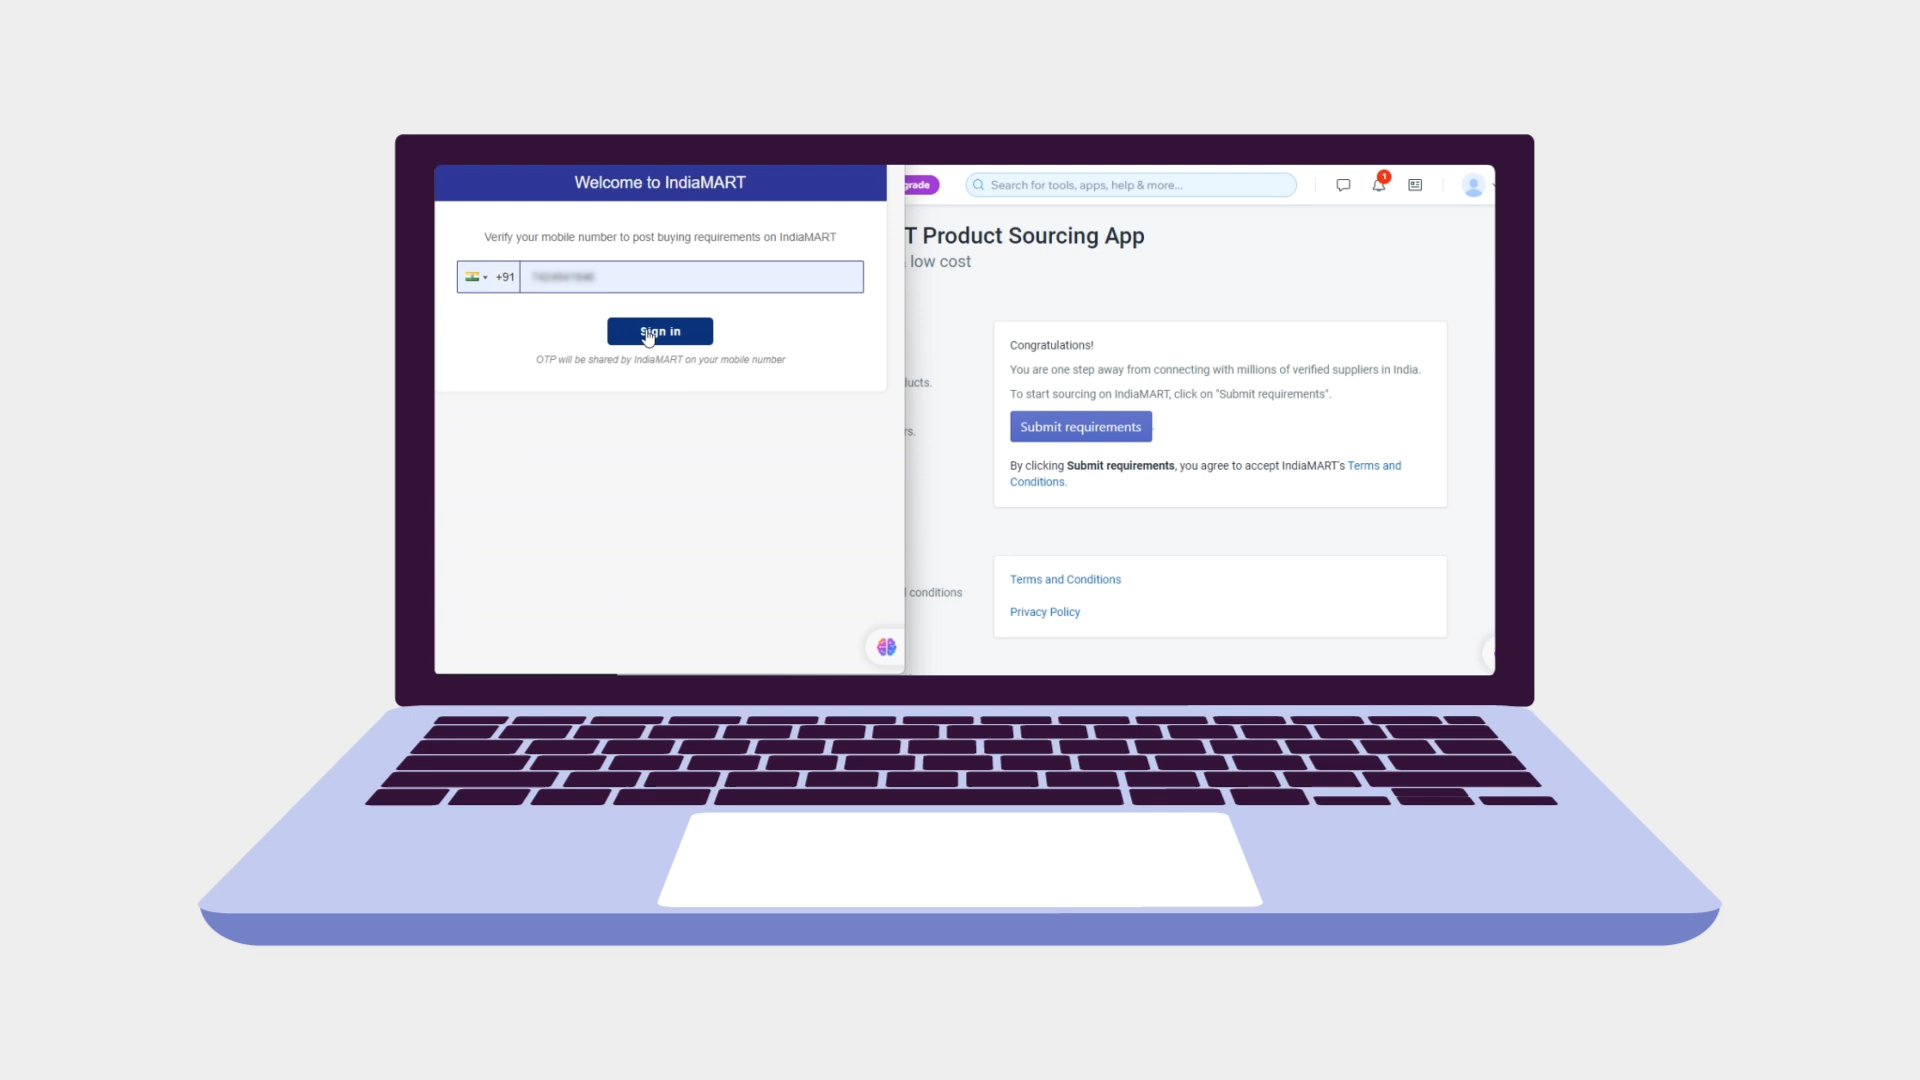 Welcome to IndiaMART
Verify your mobile number to post buying requirements on IndiaMART
+91
Sign in
OTP will be shared by IndiaMART on your mobile number
grade
Search for tools, apps, help & more...
1
T Product Sourcing App
low cost
ucts.
rs.
Congratulations!
You are one step away from connecting with millions of verified suppliers in India.
To start sourcing on IndiaMART, click on "Submit requirements".
Submit requirements
By clicking Submit requirements, you agree to accept IndiaMART's Terms and
Conditions.
conditions
Terms and Conditions
Privacy Policy